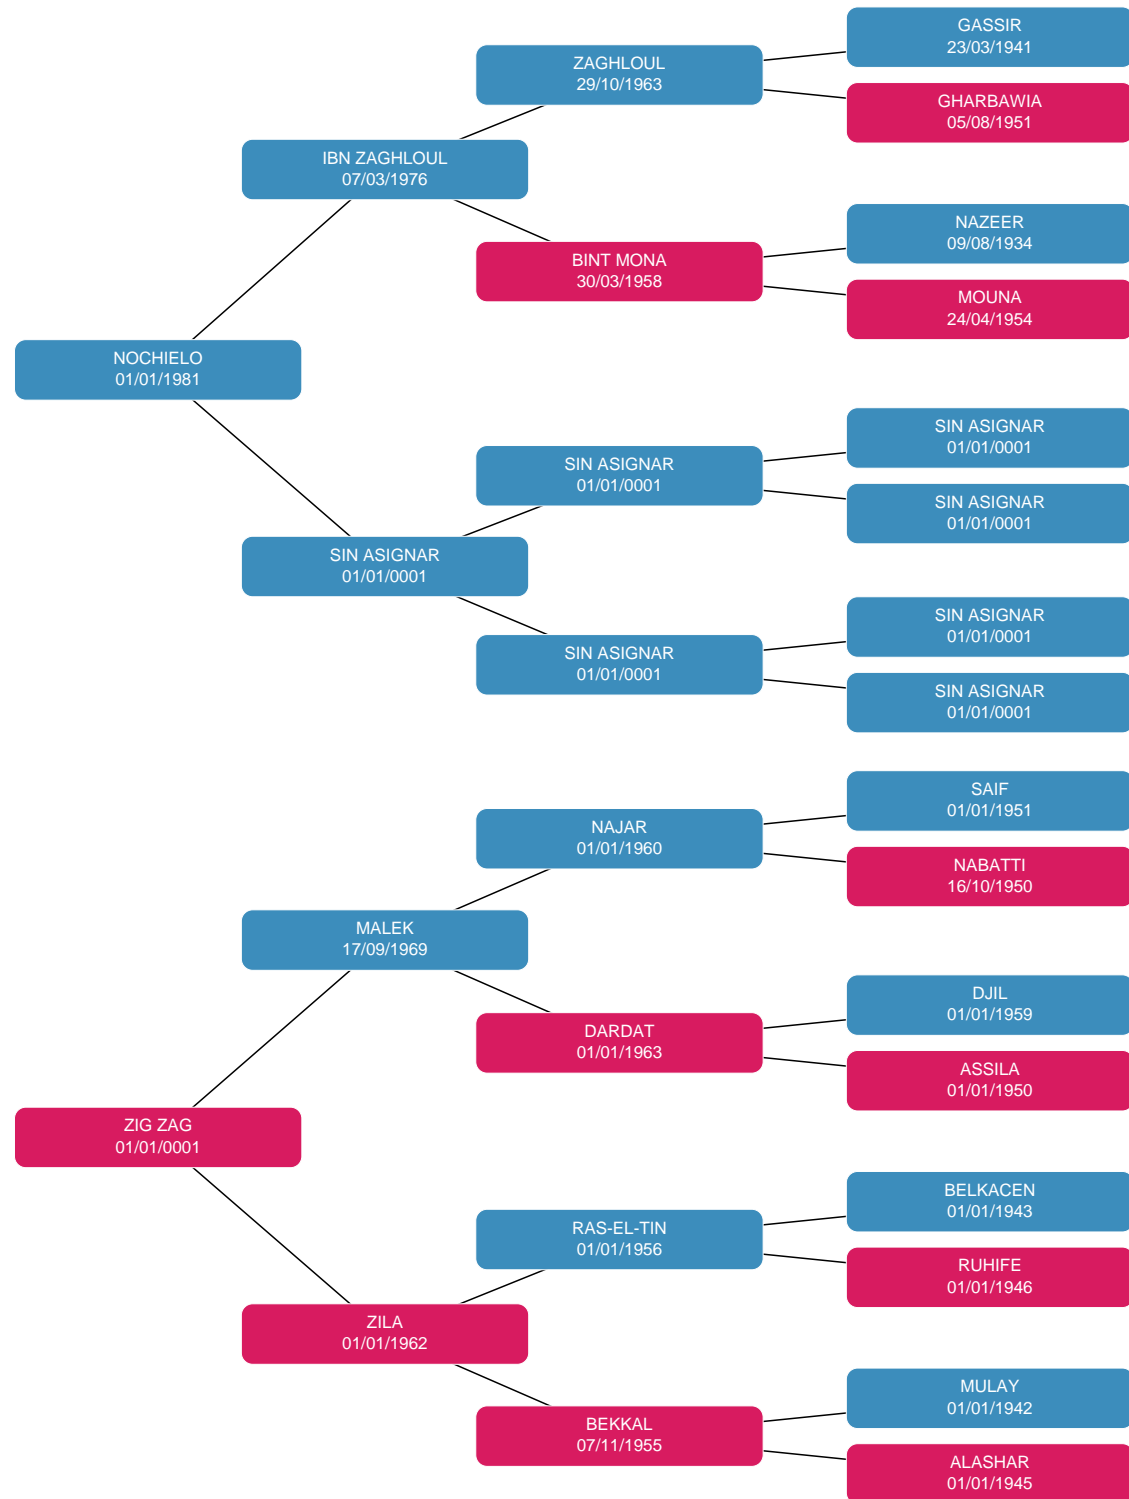 GASSIR
23/03/1941
ZAGHLOUL
29/10/1963
GHARBAWIA
05/08/1951
IBN ZAGHLOUL
07/03/1976
NAZEER
09/08/1934
BINT MONA
30/03/1958
MOUNA
24/04/1954
NOCHIELO
01/01/1981
SIN ASIGNAR
01/01/0001
SIN ASIGNAR
01/01/0001
SIN ASIGNAR
01/01/0001
SIN ASIGNAR
01/01/0001
SIN ASIGNAR
01/01/0001
SIN ASIGNAR
01/01/0001
SIN ASIGNAR
01/01/0001
SAIF
01/01/1951
NAJAR
01/01/1960
NABATTI
16/10/1950
MALEK
17/09/1969
DJIL
01/01/1959
DARDAT
01/01/1963
ASSILA
01/01/1950
ZIG ZAG
01/01/0001
BELKACEN
01/01/1943
RAS-EL-TIN
01/01/1956
RUHIFE
01/01/1946
ZILA
01/01/1962
MULAY
01/01/1942
BEKKAL
07/11/1955
ALASHAR
01/01/1945